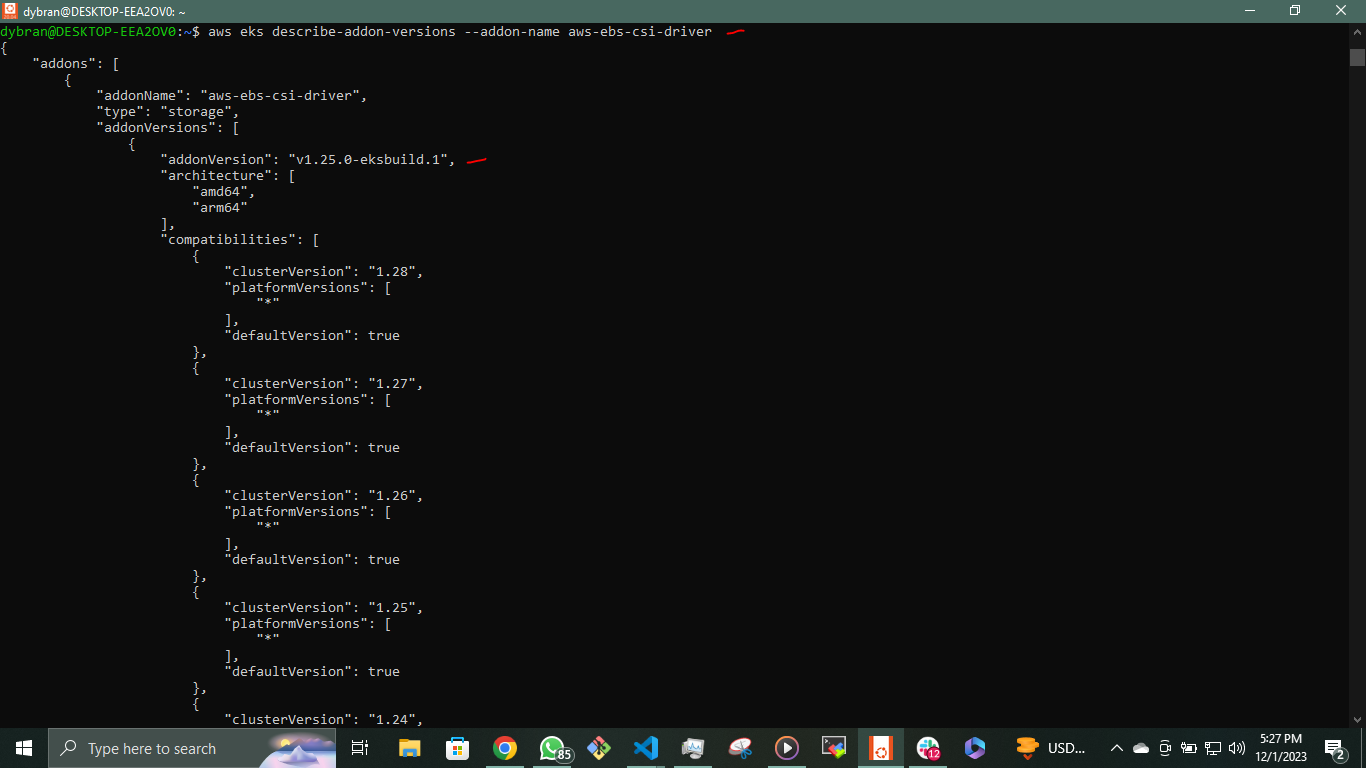 dybran@DESKTOP-EEA2OV0: ~
dybran@DESKTOP-EEA2OV0:~$ aws eks describe-addon-versions --addon-name aws-ebs-csi-driver
{
    "addons": [
        {
            "addonName": "aws-ebs-csi-driver",
            "type": "storage",
            "addonVersions": [
                {
                    "addonVersion": "v1.25.0-eksbuild.1",
                    "architecture": [
                        "amd64",
                        "arm64"
                    ],
                    "compatibilities": [
                        {
                            "clusterVersion": "1.28",
                            "platformVersions": [
                                "*"
                            ],
                            "defaultVersion": true
                        },
                        {
                            "clusterVersion": "1.27",
                            "platformVersions": [
                                "*"
                            ],
                            "defaultVersion": true
                        },
                        {
                            "clusterVersion": "1.26",
                            "platformVersions": [
                                "*"
                            ],
                            "defaultVersion": true
                        },
                        {
                            "clusterVersion": "1.25",
                            "platformVersions": [
                                "*"
                            ],
                            "defaultVersion": true
                        },
                        {
                            "clusterVersion": "1.24",
Type here to search
85
12
USD...
5:27 PM
12/1/2023
2